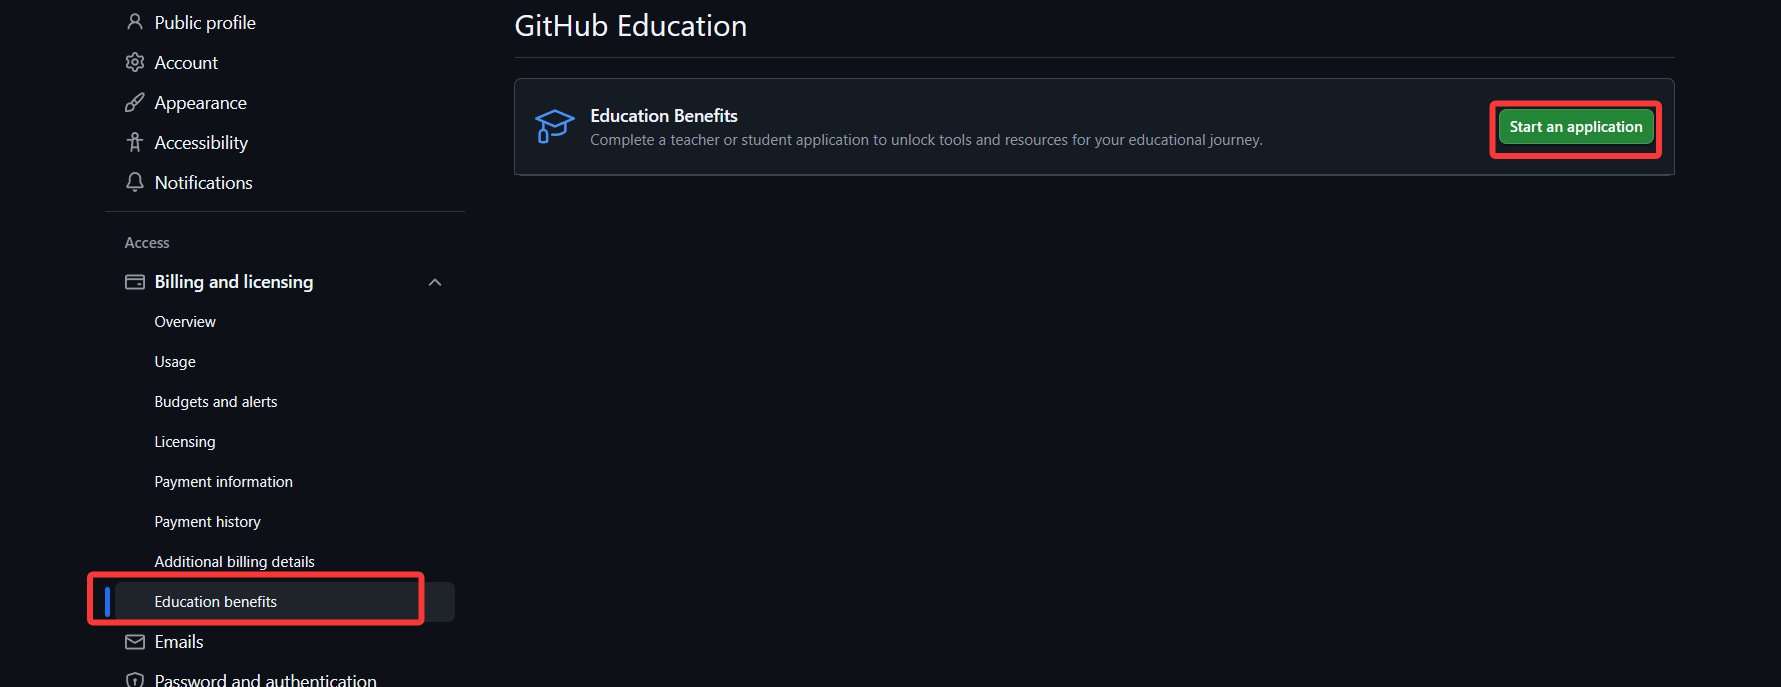 Public profile
Account
Appearance
Accessibility
Notifications
Access
Billing and licensing
Overview
Usage
Budgets and alerts
Licensing
Payment information
Payment history
Additional billing details
Education benefits
Emails
Password and authentication
GitHub Education
Education Benefits
Complete a teacher or student application to unlock tools and resources for your educational journey.
Start an application